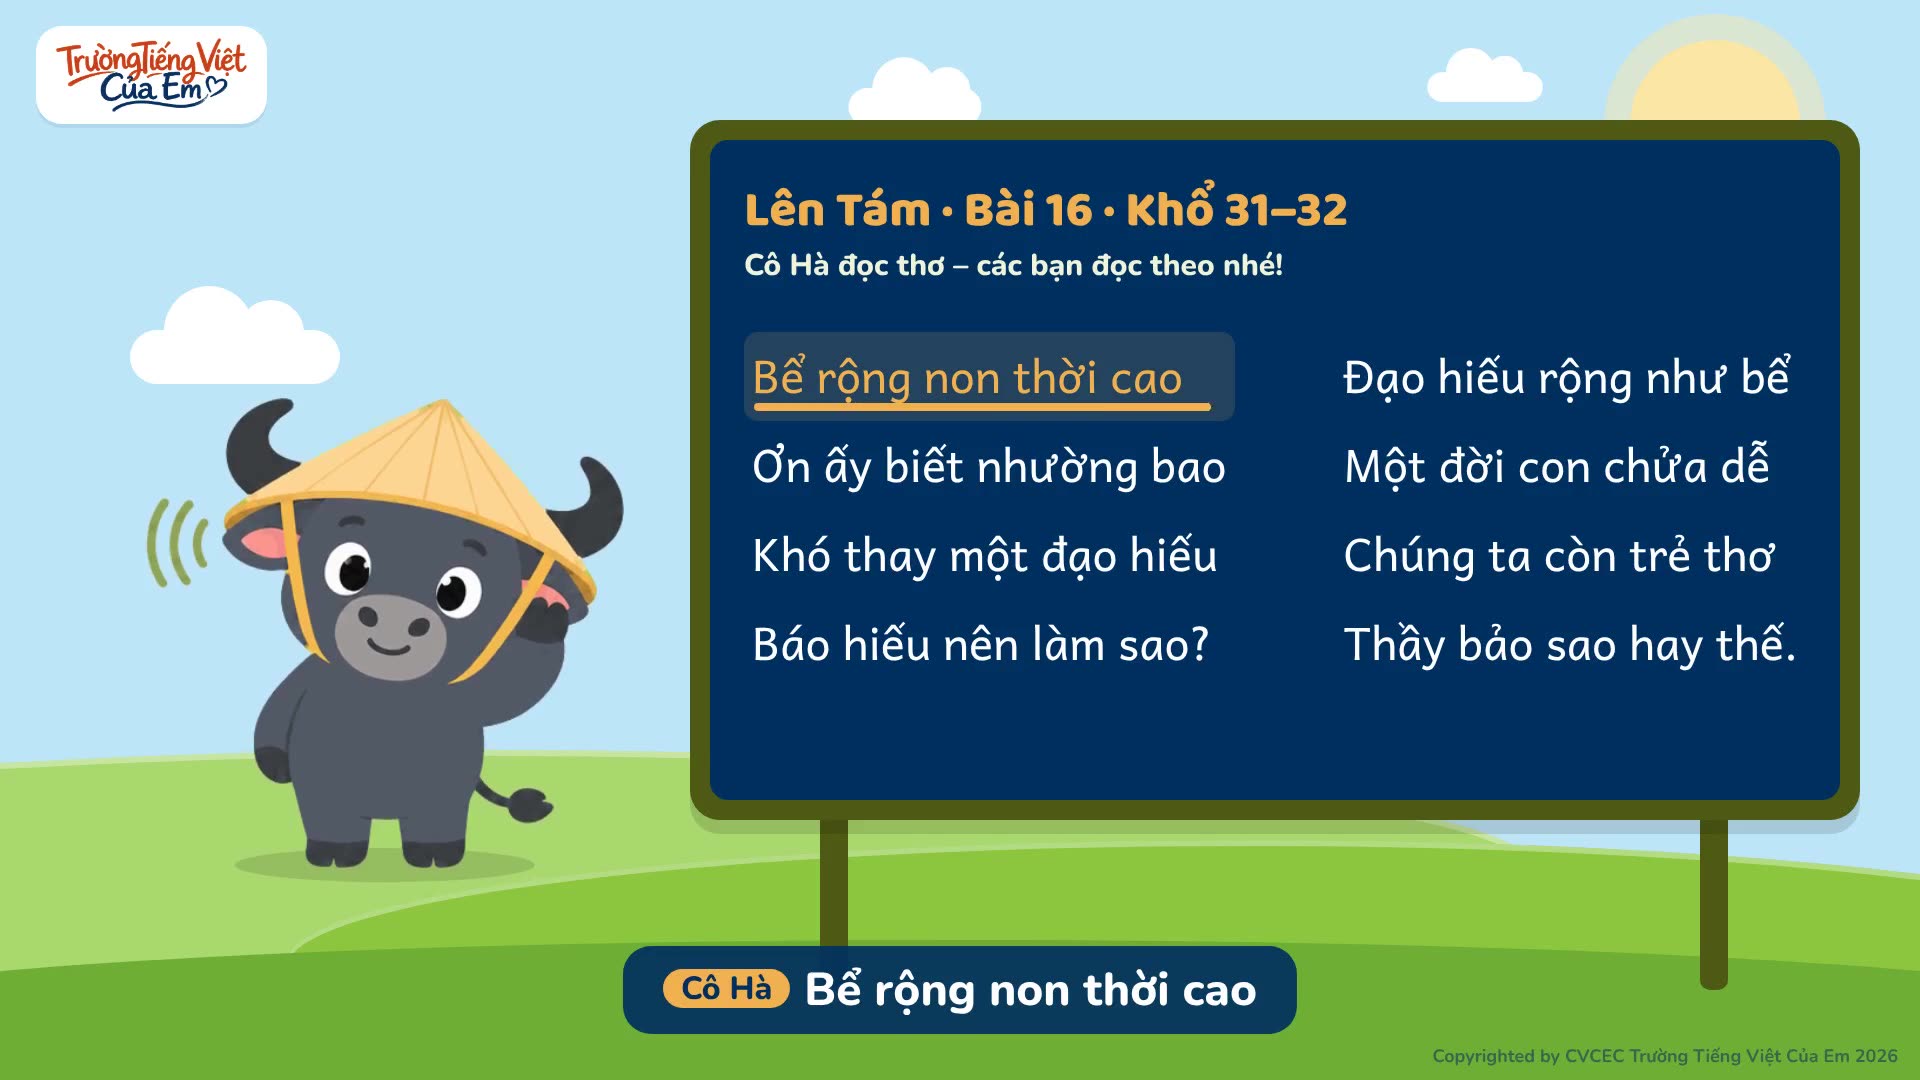 Trường Tiếng Việt
Của Em
Lên Tám · Bài 16 · Khổ 31–32
Cô Hà đọc thơ – các bạn đọc theo nhé!
Bể rộng non thời cao
Ơn ấy biết nhường bao
Khó thay một đạo hiếu
Báo hiếu nên làm sao?
Đạo hiếu rộng như bể
Một đời con chửa dễ
Chúng ta còn trẻ thơ
Thầy bảo sao hay thế.
Cô Hà Bể rộng non thời cao
Copyrighted by CVCEC Trường Tiếng Việt Của Em 2026